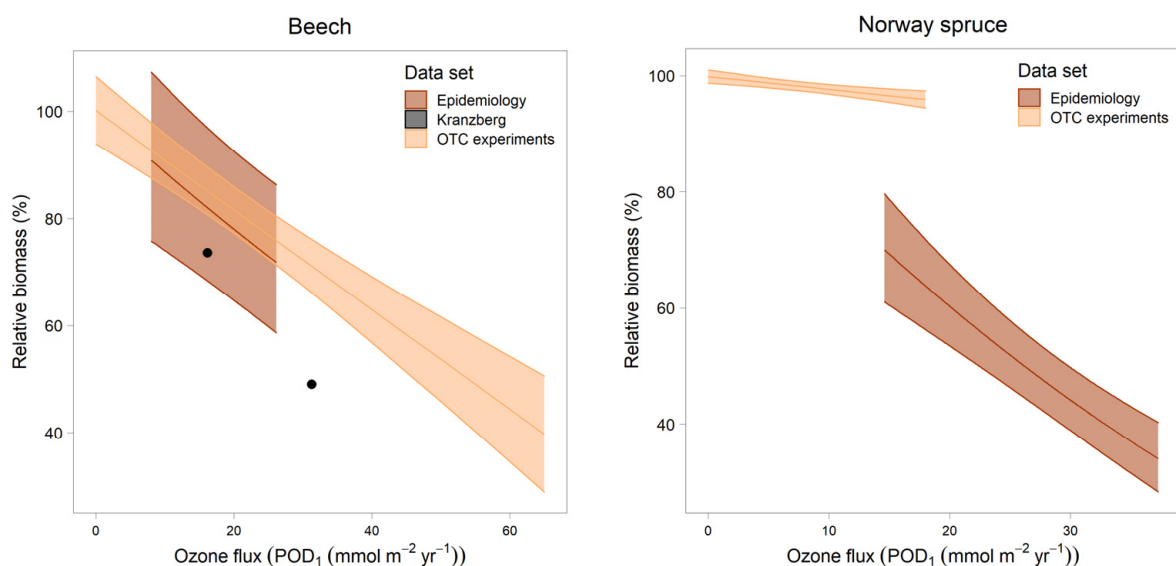 Beech
Data set
Epidemiology
Kranzberg
OTC experiments
Relative biomass (%)
100
80
60
40
0
20
40
60
Ozone flux (POD₁ (mmol m⁻² yr⁻¹))
Norway spruce
Data set
Epidemiology
OTC experiments
Relative biomass (%)
100
80
60
40
0
10
20
30
Ozone flux (POD₁ (mmol m⁻² yr⁻¹))